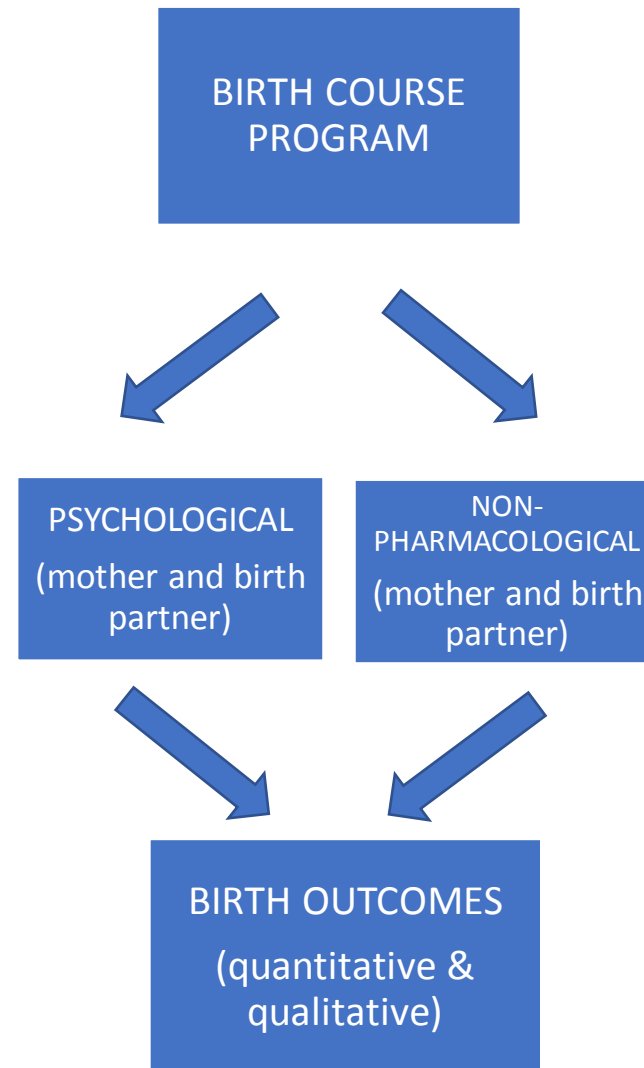 BIRTH COURSE
PROGRAM
PSYCHOLOGICAL
(mother and birth
partner)
NON-
PHARMACOLOGICAL
(mother and birth
partner)
BIRTH OUTCOMES
(quantitative &
qualitative)